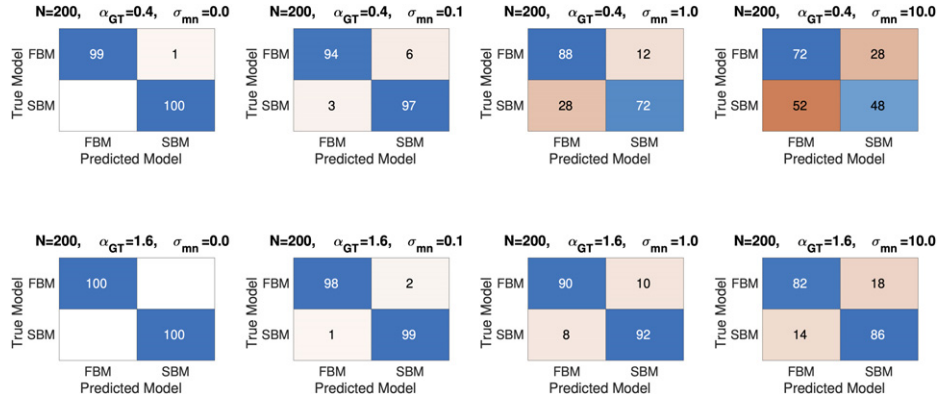 N=200, α_GT=0.4, σ_mn=0.0
True Model
FBM 99 1
SBM 100
FBM SBM
Predicted Model
N=200, α_GT=0.4, σ_mn=0.1
True Model
FBM 94 6
SBM 3 97
FBM SBM
Predicted Model
N=200, α_GT=0.4, σ_mn=1.0
True Model
FBM 88 12
SBM 28 72
FBM SBM
Predicted Model
N=200, α_GT=0.4, σ_mn=10.0
True Model
FBM 72 28
SBM 52 48
FBM SBM
Predicted Model
N=200, α_GT=1.6, σ_mn=0.0
True Model
FBM 100
SBM 100
FBM SBM
Predicted Model
N=200, α_GT=1.6, σ_mn=0.1
True Model
FBM 98 2
SBM 1 99
FBM SBM
Predicted Model
N=200, α_GT=1.6, σ_mn=1.0
True Model
FBM 90 10
SBM 8 92
FBM SBM
Predicted Model
N=200, α_GT=1.6, σ_mn=10.0
True Model
FBM 82 18
SBM 14 86
FBM SBM
Predicted Model